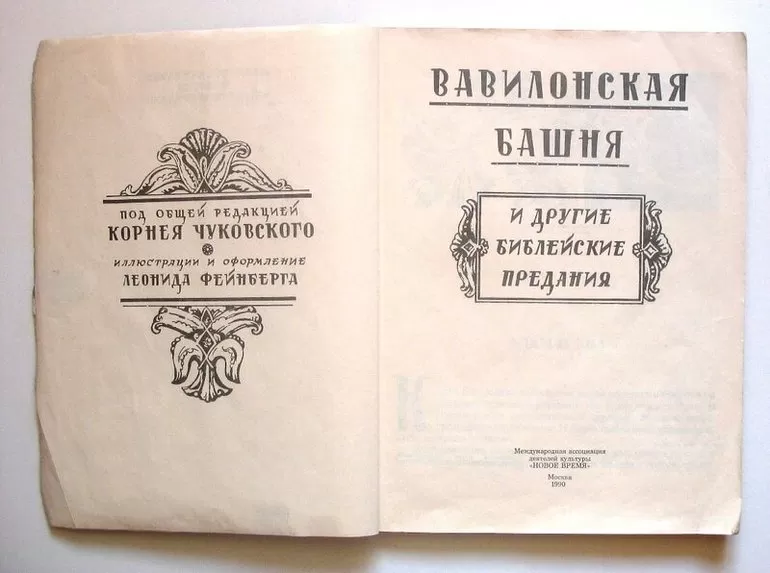 ПОД ОБЩЕЙ РЕДАКЦИЕЙ
КОРНЕЯ ЧУКОВСКОГО
ИЛЛЮСТРАЦИИ И ОФОРМЛЕНИЕ
ЛЕОНИДА ФЕЙНБЕРГА
ВАВИЛОНСКАЯ
БАШНЯ
И ДРУГИЕ
БИБЛЕЙСКИЕ
ПРЕДАНИЯ
Международная ассоциация
деятелей культуры
«НОВОЕ ВРЕМЯ»
Москва
1990